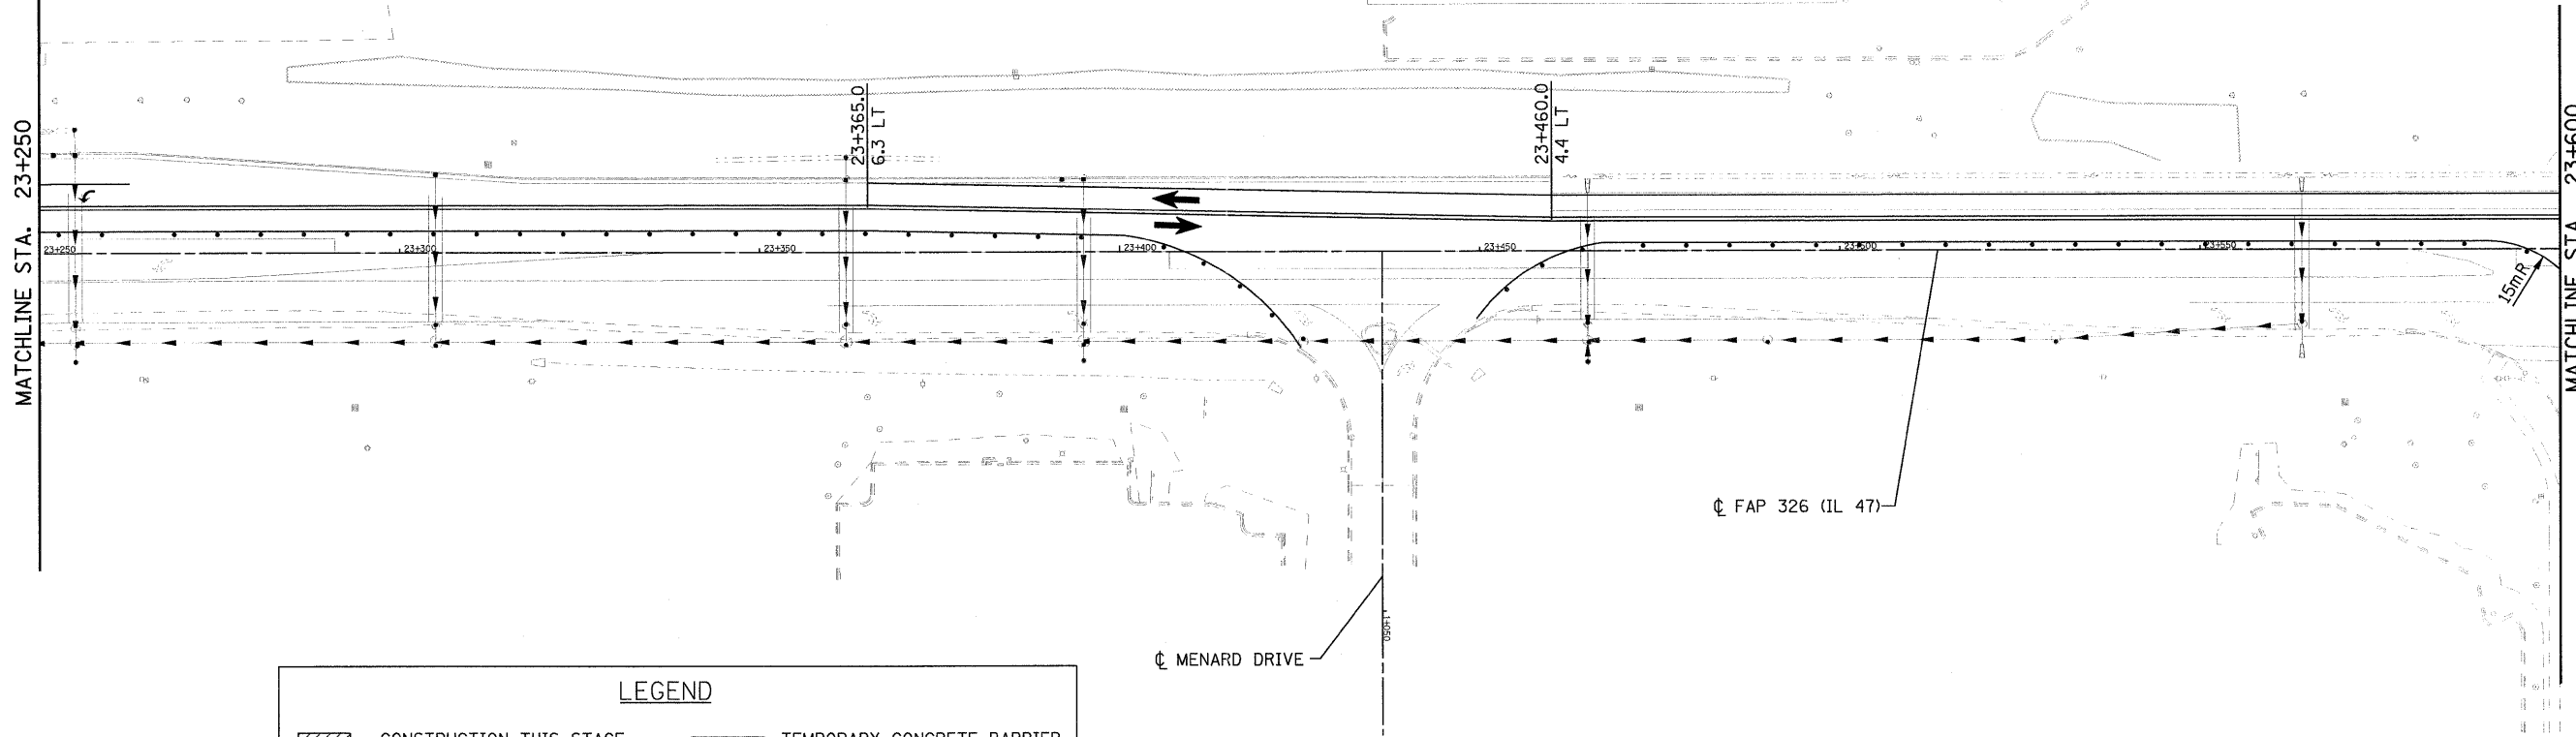 MATCHLINE STA. 23+250
23+365.0
6.3 LT
23+460.0
4.4 LT
MATCHLINE STA. 23+600
23+250
23+300
23+350
23+400
23+450
23+500
23+550
15mR
℄ FAP 326 (IL 47)
1+050
℄ MENARD DRIVE
LEGEND
CONSTRUCTION THIS STAGE
TEMPORARY CONCRETE BARRIER